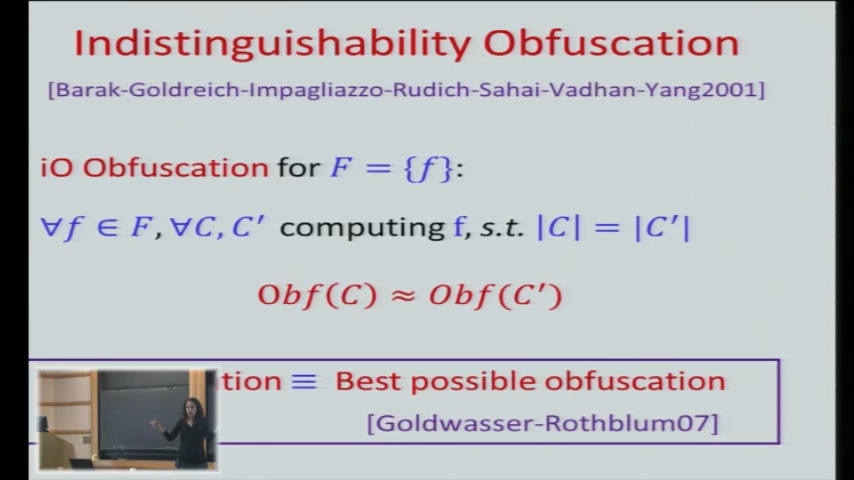 Indistinguishability Obfuscation
[Barak-Goldreich-Impagliazzo-Rudich-Sahai-Vadhan-Yang2001]
iO Obfuscation for F = {f}:
∀f ∈ F, ∀C, C′ computing f, s.t. |C| = |C′|
Obf(C) ≈ Obf(C′)
tion ≡ Best possible obfuscation
[Goldwasser-Rothblum07]